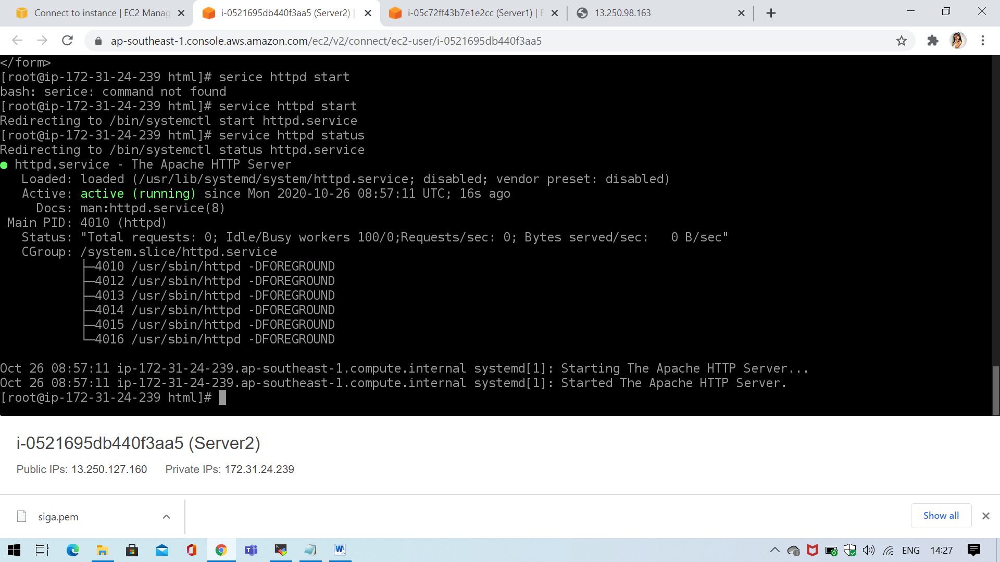 Connect to instance | EC2 Manag
i-0521695db440f3aa5 (Server2) |
i-05c72ff43b7e1e2cc (Server1) | E
13.250.98.163
ap-southeast-1.console.aws.amazon.com/ec2/v2/connect/ec2-user/i-0521695db440f3aa5
</form>
[root@ip-172-31-24-239 html]# serice httpd start
bash: serice: command not found
[root@ip-172-31-24-239 html]# service httpd start
Redirecting to /bin/systemctl start httpd.service
[root@ip-172-31-24-239 html]# service httpd status
Redirecting to /bin/systemctl status httpd.service
● httpd.service - The Apache HTTP Server
   Loaded: loaded (/usr/lib/systemd/system/httpd.service; disabled; vendor preset: disabled)
   Active: active (running) since Mon 2020-10-26 08:57:11 UTC; 16s ago
     Docs: man:httpd.service(8)
 Main PID: 4010 (httpd)
   Status: "Total requests: 0; Idle/Busy workers 100/0;Requests/sec: 0; Bytes served/sec:   0 B/sec"
   CGroup: /system.slice/httpd.service
           ├─4010 /usr/sbin/httpd -DFOREGROUND
           ├─4012 /usr/sbin/httpd -DFOREGROUND
           ├─4013 /usr/sbin/httpd -DFOREGROUND
           ├─4014 /usr/sbin/httpd -DFOREGROUND
           ├─4015 /usr/sbin/httpd -DFOREGROUND
           └─4016 /usr/sbin/httpd -DFOREGROUND
Oct 26 08:57:11 ip-172-31-24-239.ap-southeast-1.compute.internal systemd[1]: Starting The Apache HTTP Server...
Oct 26 08:57:11 ip-172-31-24-239.ap-southeast-1.compute.internal systemd[1]: Started The Apache HTTP Server.
[root@ip-172-31-24-239 html]#
i-0521695db440f3aa5 (Server2)
Public IPs: 13.250.127.160 Private IPs: 172.31.24.239
siga.pem
Show all
ENG 14:27